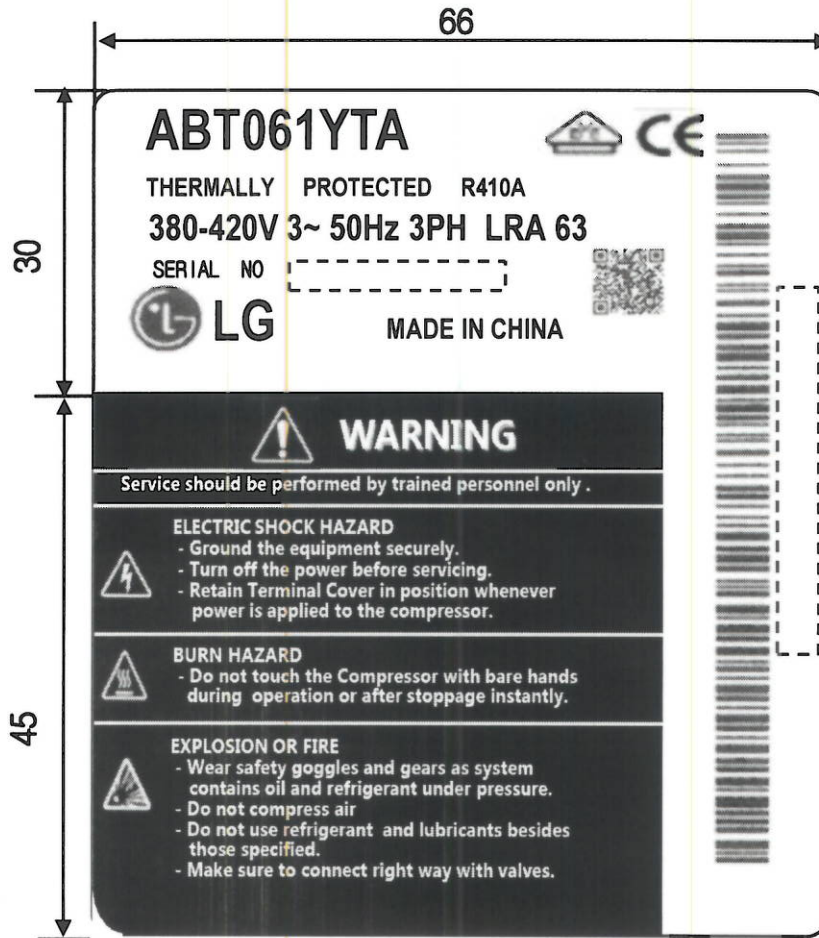 66
ABT061YTA
CE
THERMALLY PROTECTED R410A
380-420V 3~ 50Hz 3PH LRA 63
SERIAL NO
LG
MADE IN CHINA
30
WARNING
Service should be performed by trained personnel only .
ELECTRIC SHOCK HAZARD
- Ground the equipment securely.
- Turn off the power before servicing.
- Retain Terminal Cover in position whenever
power is applied to the compressor.
BURN HAZARD
- Do not touch the Compressor with bare hands
during operation or after stoppage instantly.
45
EXPLOSION OR FIRE
- Wear safety goggles and gears as system
contains oil and refrigerant under pressure.
- Do not compress air
- Do not use refrigerant and lubricants besides
those specified.
- Make sure to connect right way with valves.